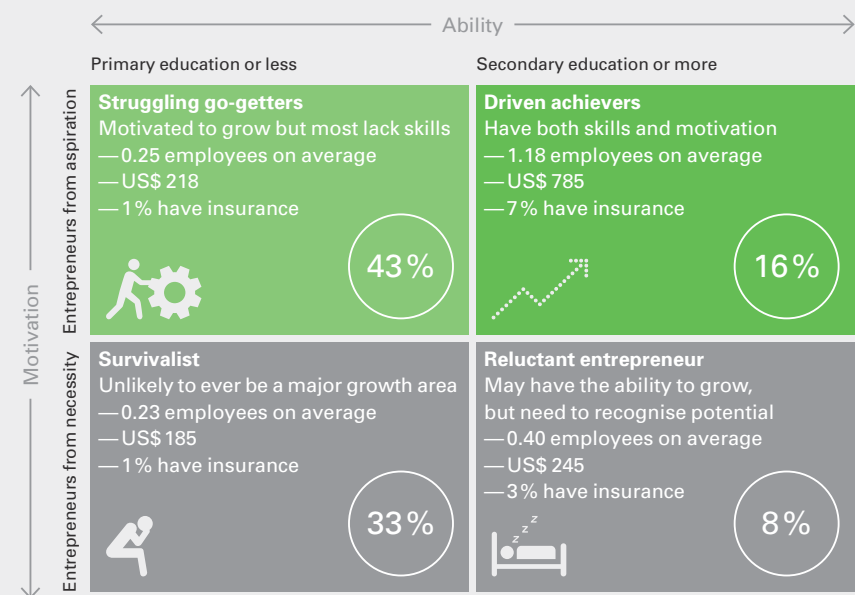 Ability
Primary education or less
Secondary education or more
Motivation
Entrepreneurs from aspiration
Struggling go-getters
Motivated to grow but most lack skills
—0.25 employees on average
—US$ 218
—1% have insurance
43%
Driven achievers
Have both skills and motivation
—1.18 employees on average
—US$ 785
—7% have insurance
16%
Entrepreneurs from necessity
Survivalist
Unlikely to ever be a major growth area
—0.23 employees on average
—US$ 185
—1% have insurance
33%
Reluctant entrepreneur
May have the ability to grow,
but need to recognise potential
—0.40 employees on average
—US$ 245
—3% have insurance
z z z
8%